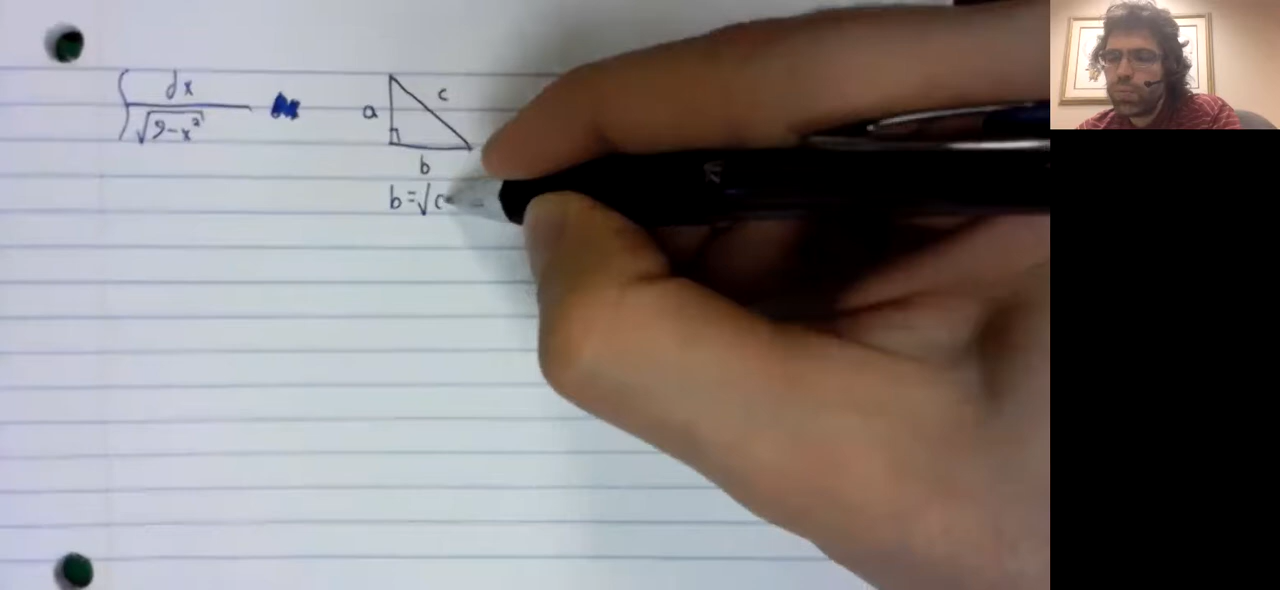 ∫ dx / √(9-x²)
a
c
b
b=√c